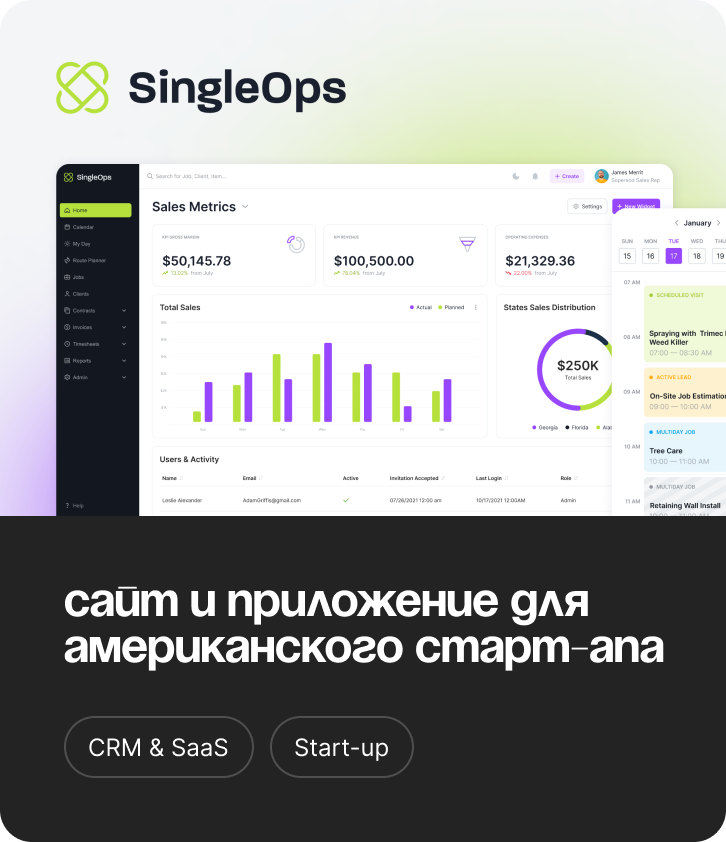 SingleOps
SingleOps
Search for Job, Client, Item...
+ Create
James Merrit
Supersod Sales Rep
Home
Calendar
My Day
Route Planner
Jobs
Clients
Contracts
Invoices
Timesheets
Reports
Admin
Help
Sales Metrics
Settings
+ New Widget
KPI GROSS MARGIN
$50,145.78
13.02% from July
KPI REVENUE
$100,500.00
78.04% from July
OPERATING EXPENSES
$21,329.36
22.00% from July
Total Sales
Actual
Planned
States Sales Distribution
$250K
Total Sales
Georgia
Florida
Users & Activity
Name
Email
Active
Invitation Accepted
Last Login
Role
Leslie Alexander
AdamGriffis@gmail.com
07/26/2021 12:00 am
10/17/2021 12:00AM
Admin
January
SUN MON TUE WED THU
15 16 17 18 19
07 AM
SCHEDULED VISIT
08 AM
Spraying with Trimec
Weed Killer
07:00 — 08:30 AM
ACTIVE LEAD
09 AM
On-Site Job Estimation
09:00 — 10:00 AM
MULTIDAY JOB
10 AM
Tree Care
10:00 — 11:00 AM
MULTIDAY JOB
11 AM
Retaining Wall Install
сайт и приложение для
американского старт-апа
CRM & SaaS
Start-up